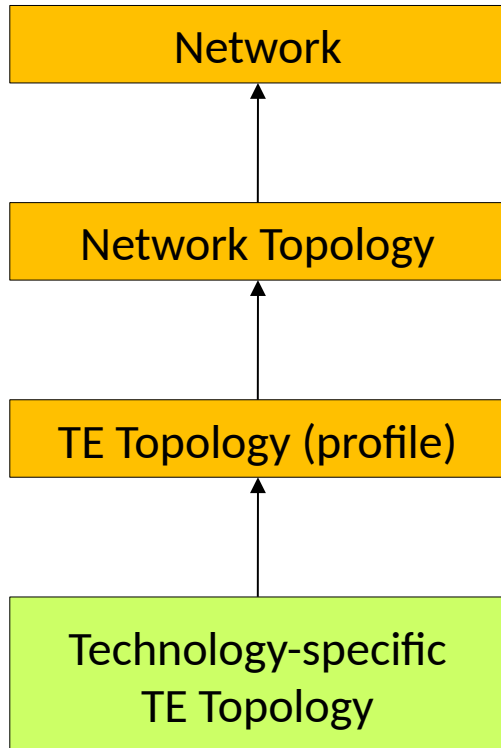 Network
Network Topology
TE Topology (profile)
Technology-specific
TE Topology